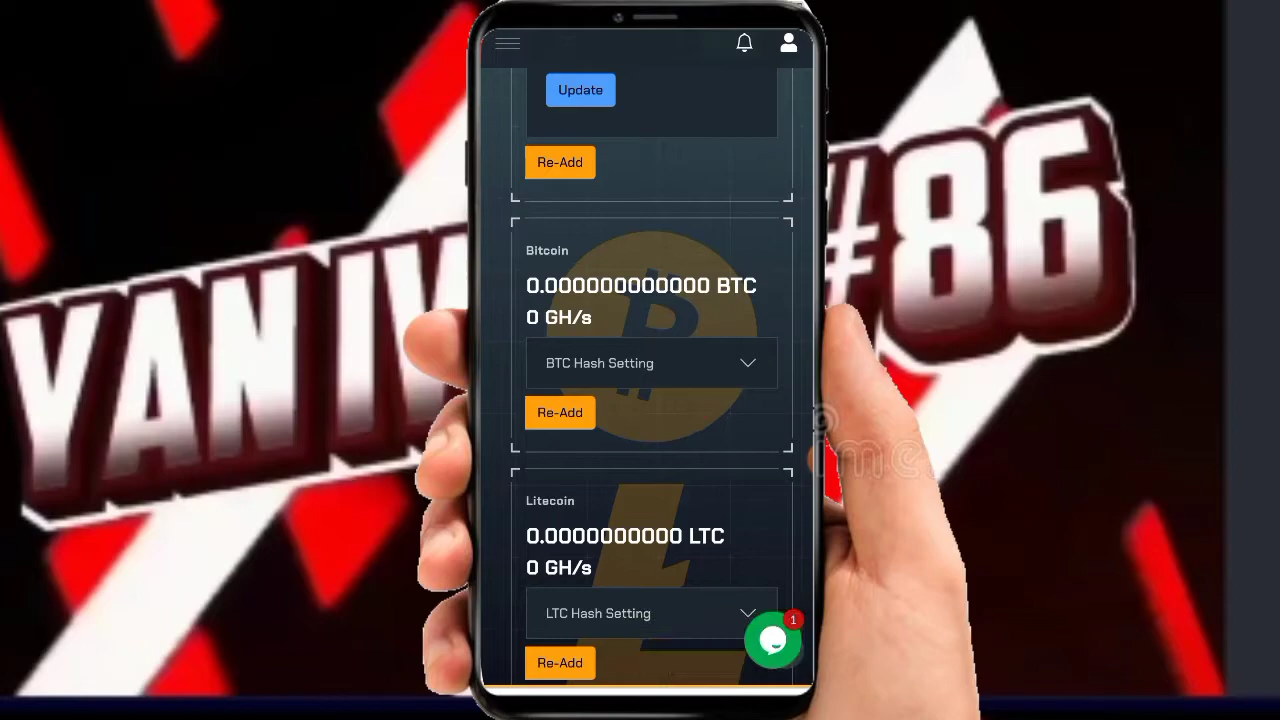 Update
Re-Add
YAN IV
#86
Bitcoin
0.000000000000 BTC
0 GH/s
BTC Hash Setting
Re-Add
Litecoin
0.0000000000 LTC
0 GH/s
LTC Hash Setting
1
Re-Add